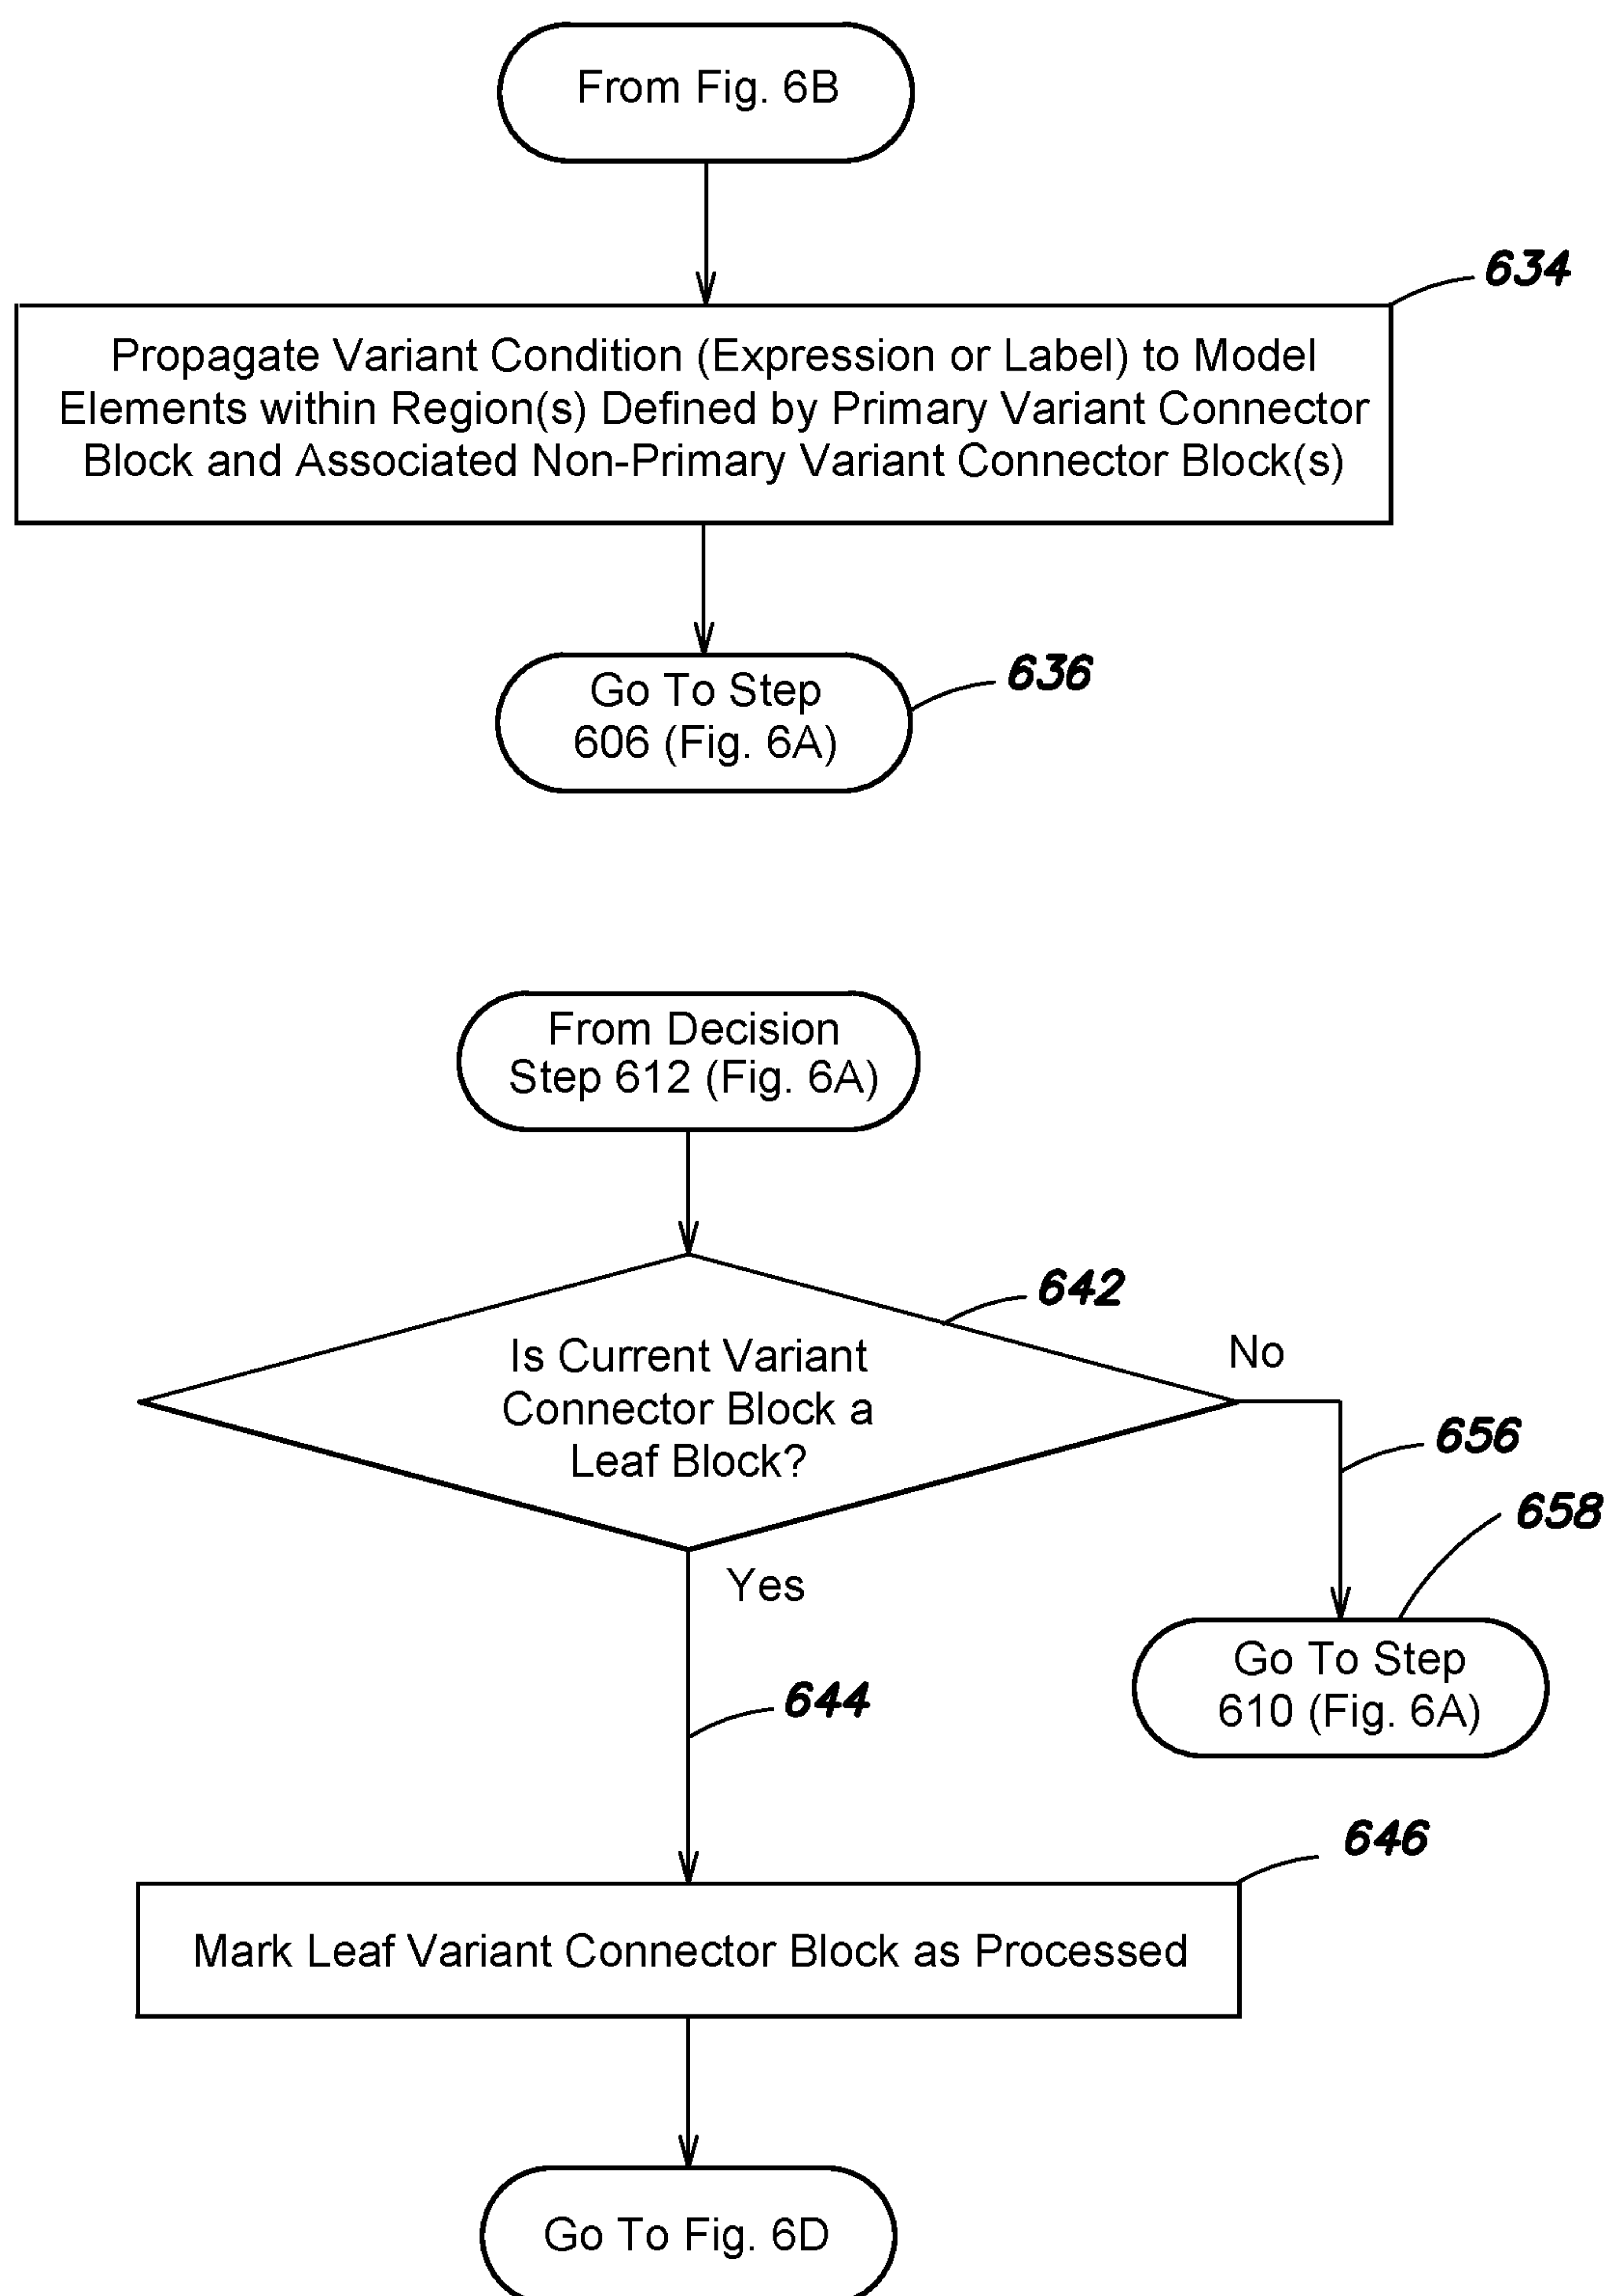 From Fig. 6B
634
Propagate Variant Condition (Expression or Label) to Model
Elements within Region(s) Defined by Primary Variant Connector
Block and Associated Non-Primary Variant Connector Block(s)
636
Go To Step
606 (Fig. 6A)
From Decision
Step 612 (Fig. 6A)
642
Is Current Variant
Connector Block a
Leaf Block?
No
656
658
Yes
Go To Step
610 (Fig. 6A)
644
646
Mark Leaf Variant Connector Block as Processed
Go To Fig. 6D